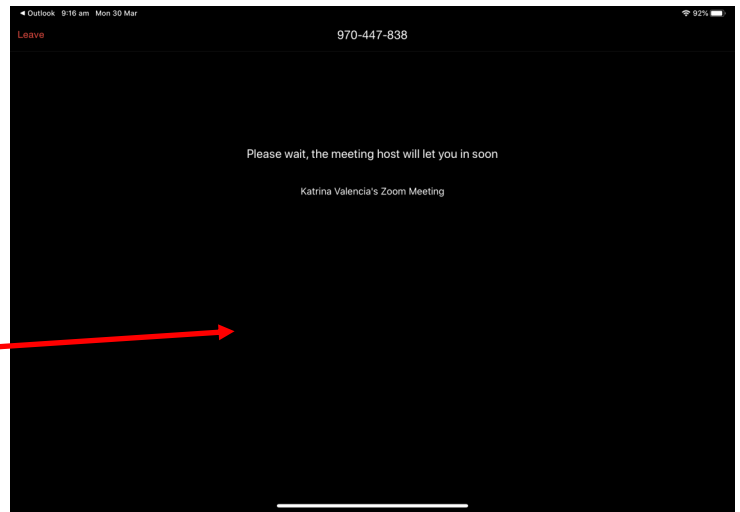 ◄ Outlook 9:16 am Mon 30 Mar 92%
Leave 970-447-838
Please wait, the meeting host will let you in soon
Katrina Valencia's Zoom Meeting